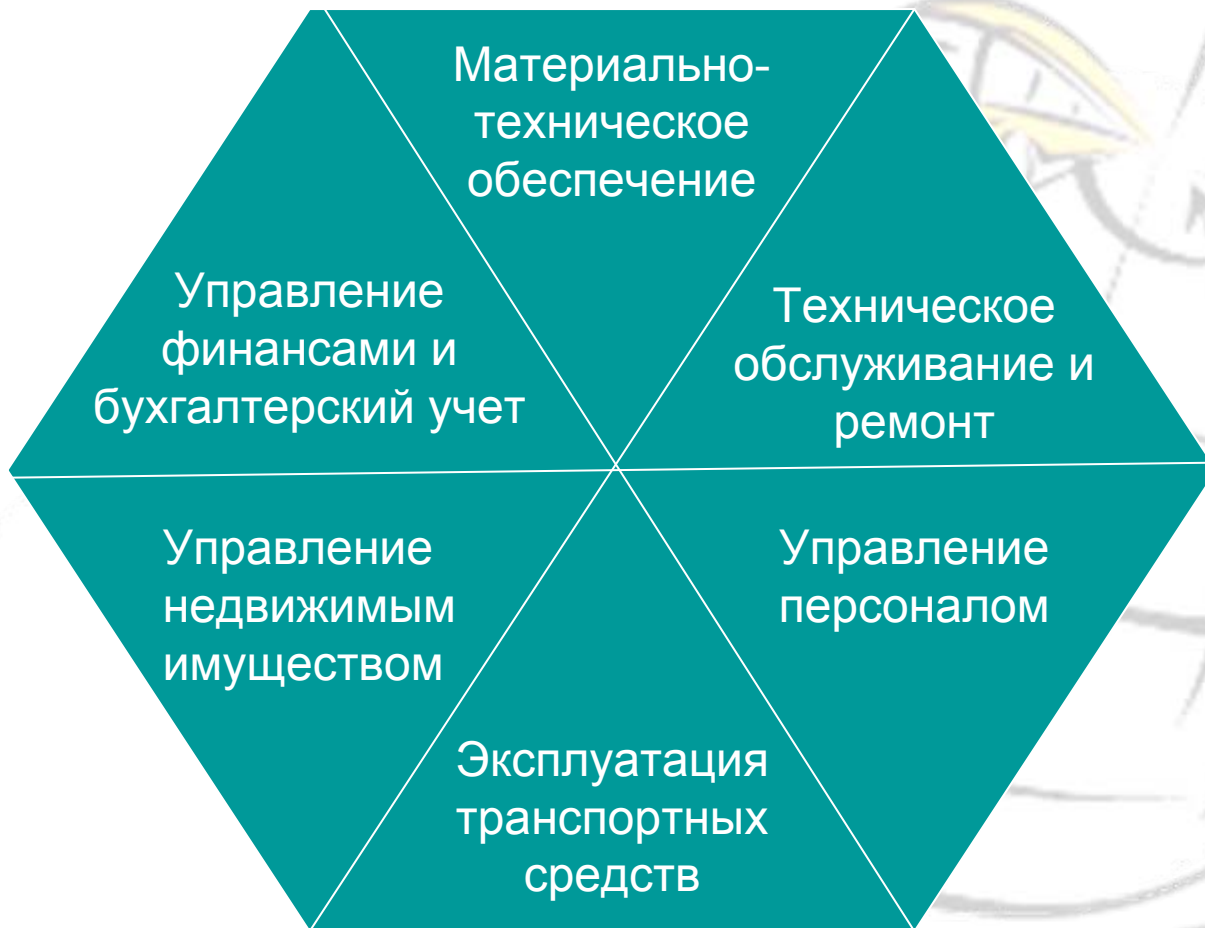 Материально-
техническое
обеспечение
Управление
финансами и
бухгалтерский учет
Техническое
обслуживание и
ремонт
Управление
недвижимым
имуществом
Управление
персоналом
Эксплуатация
транспортных
средств